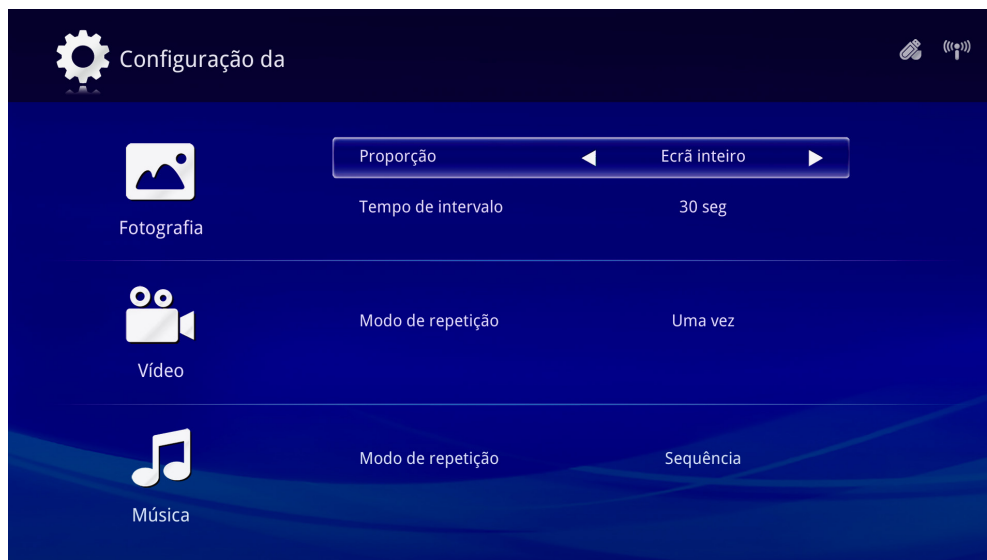 Configuração da
Proporção Ecrã inteiro
Tempo de intervalo 30 seg
Fotografia
Modo de repetição Uma vez
Vídeo
Modo de repetição Sequência
Música